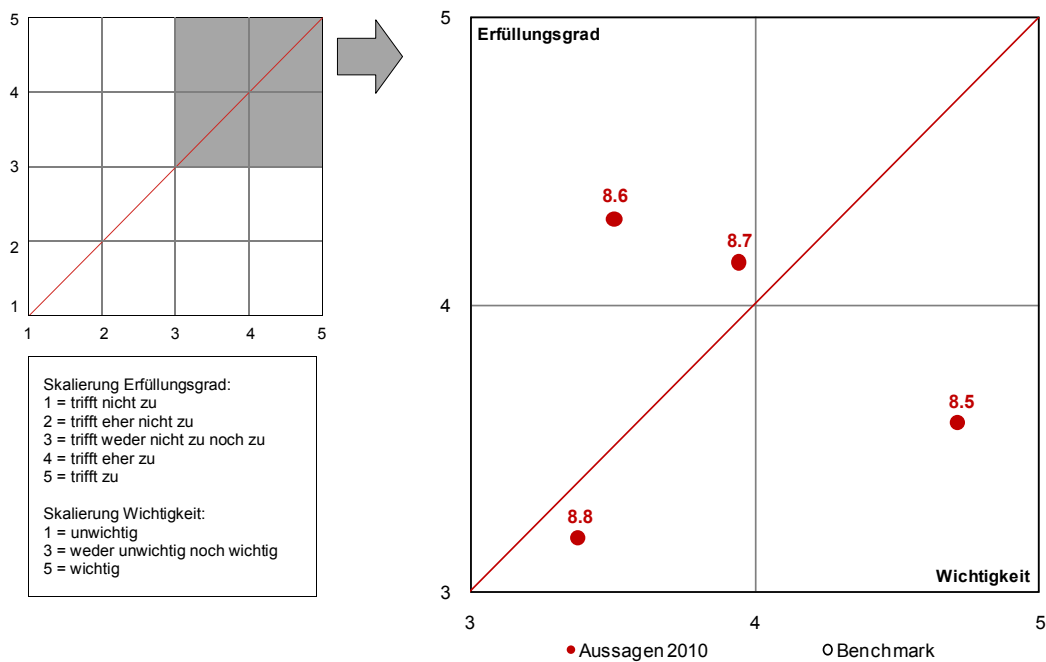 5
4
3
2
1
1 2 3 4 5
Skalierung Erfüllungsgrad:
1 = trifft nicht zu
2 = trifft eher nicht zu
3 = trifft weder nicht zu noch zu
4 = trifft eher zu
5 = trifft zu
Skalierung Wichtigkeit:
1 = unwichtig
3 = weder unwichtig noch wichtig
5 = wichtig
5
Erfüllungsgrad
8.6
8.7
4
8.5
8.8
Wichtigkeit
3
3 4 5
Aussagen 2010 Benchmark